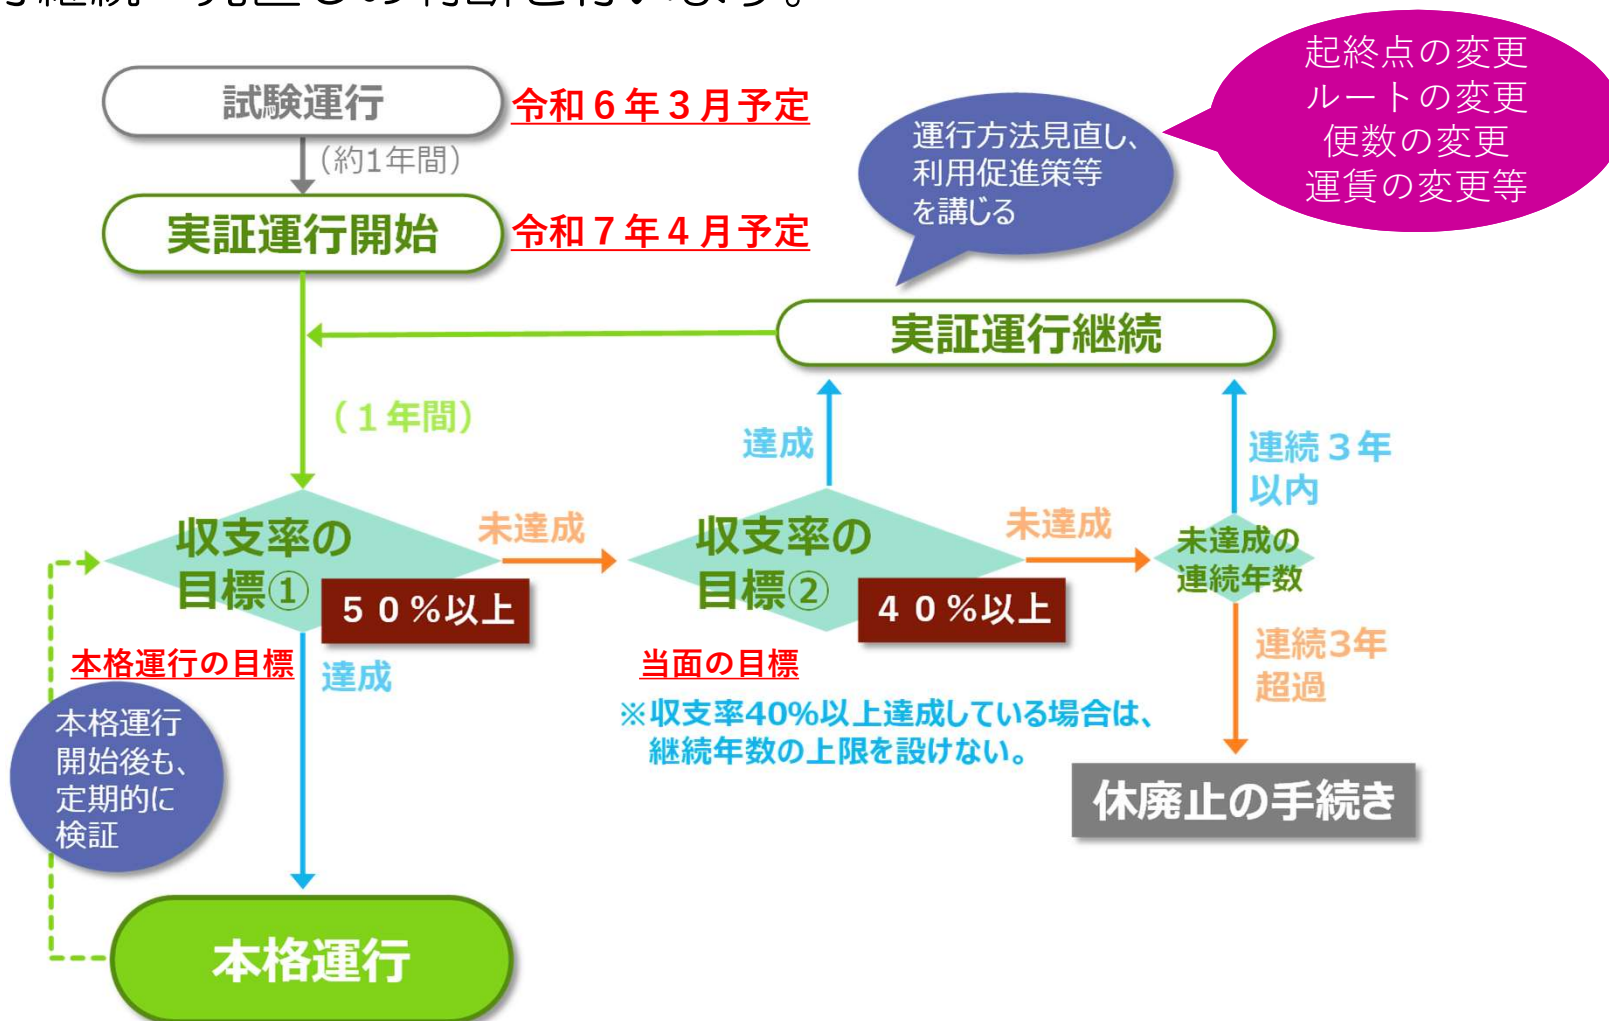 起終点の変更
ルートの変更
便数の変更
運賃の変更等
試験運行
令和６年３月予定
(約1年間)
運行方法見直し、
利用促進策等
を講じる
実証運行開始
令和７年４月予定
実証運行継続
(１年間)
達成
連続３年
以内
収支率の
目標①
５０％以上
未達成
収支率の
目標②
４０％以上
未達成
未達成の
連続年数
本格運行の目標
達成
当面の目標
連続3年
超過
※収支率40%以上達成している場合は、
継続年数の上限を設けない。
本格運行
開始後も、
定期的に
検証
休廃止の手続き
本格運行